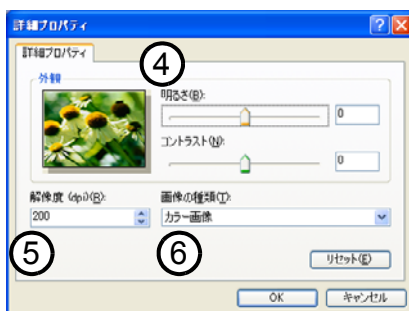 詳細プロパティ
詳細プロパティ
④
外観
明るさ(B):
0
コントラスト(N):
0
解像度 (dpi)(R):
画像の種類(T):
200
カラー画像
⑤
⑥
リセット(E)
OK
キャンセル